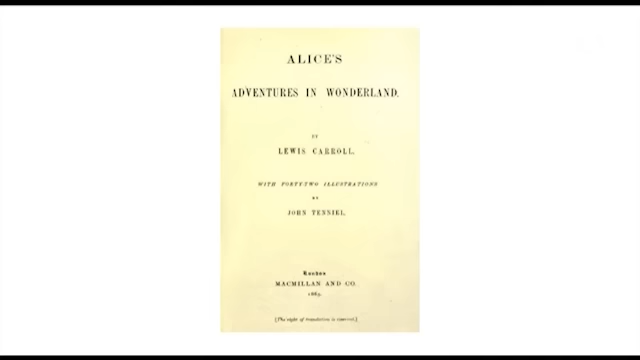 ALICE'S
ADVENTURES IN WONDERLAND.
BY
LEWIS CARROLL.
WITH FORTY-TWO ILLUSTRATIONS
BY
JOHN TENNIEL.
London
MACMILLAN AND CO.
[The right of translation is reserved.]